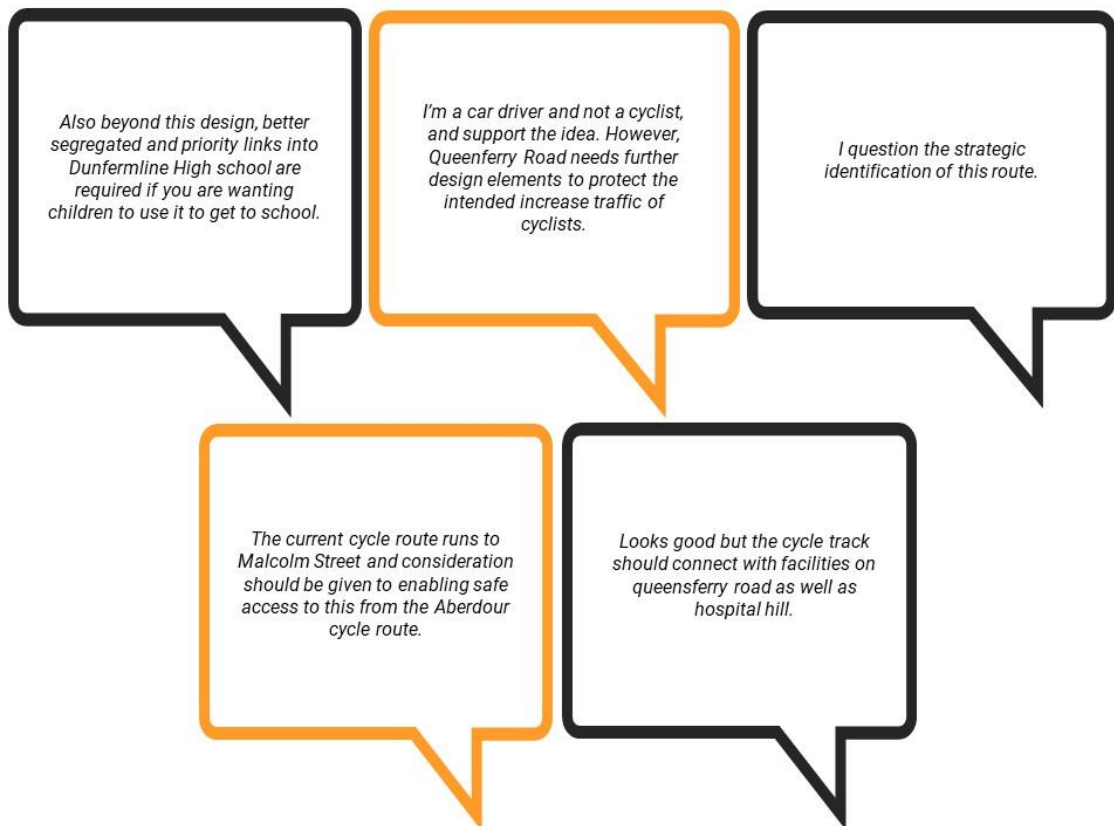 Also beyond this design, better
segregated and priority links into
Dunfermline High school are
required if you are wanting
children to use it to get to school.
I'm a car driver and not a cyclist,
and support the idea. However,
Queenferry Road needs further
design elements to protect the
intended increase traffic of
cyclists.
I question the strategic
identification of this route.
The current cycle route runs to
Malcolm Street and consideration
should be given to enabling safe
access to this from the Aberdour
cycle route.
Looks good but the cycle track
should connect with facilities on
queensferry road as well as
hospital hill.